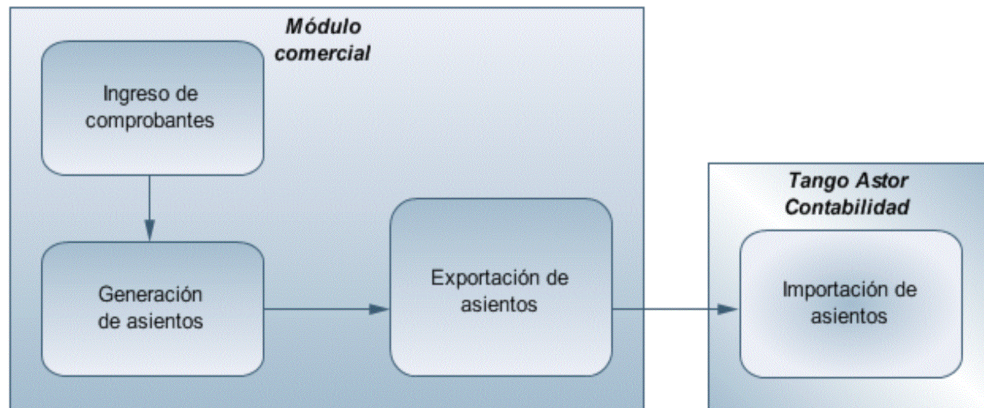 Módulo
comercial
Ingreso de
comprobantes
Generación
de asientos
Exportación de
asientos
Tango Astor
Contabilidad
Importación de
asientos